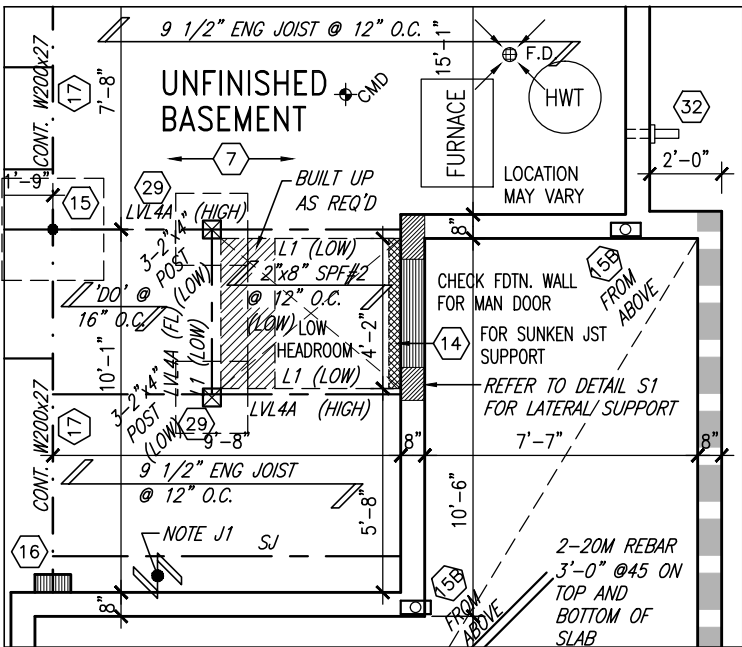 9 1/2" ENG JOIST @ 12" O.C.
CONT. W200x27
17
7'-8"
UNFINISHED
BASEMENT
CMD
15'-1"
F.D
HWT
FURNACE
32
2'-0"
LOCATION
MAY VARY
7
1'-9"
15
29
LVL4A (HIGH)
BUILT UP
AS REQ'D
8"
3-2"x4"
POST
(LOW)
L1 (LOW)
2"x8" SPF#2
@ 12" O.C.
(LOW)
LOW
HEADROOM
4'-2"
L1 (LOW)
LVL4A (HIGH)
'DO' @
16" O.C.
10'-1"
LVL4A (FL)
L1 (LOW)
3-2"x4"
POST
(LOW)
29
CHECK FDTN. WALL
FOR MAN DOOR
14
FOR SUNKEN JST
SUPPORT
REFER TO DETAIL S1
FOR LATERAL SUPPORT
15B
FROM
ABOVE
CONT. W200x27
17
9'-8"
8"
7'-7"
8"
9 1/2" ENG JOIST
@ 12" O.C.
5'-8"
10'-6"
NOTE J1
SJ
16
8"
15B
FROM
ABOVE
2-20M REBAR
3'-0" @45 ON
TOP AND
BOTTOM OF
SLAB